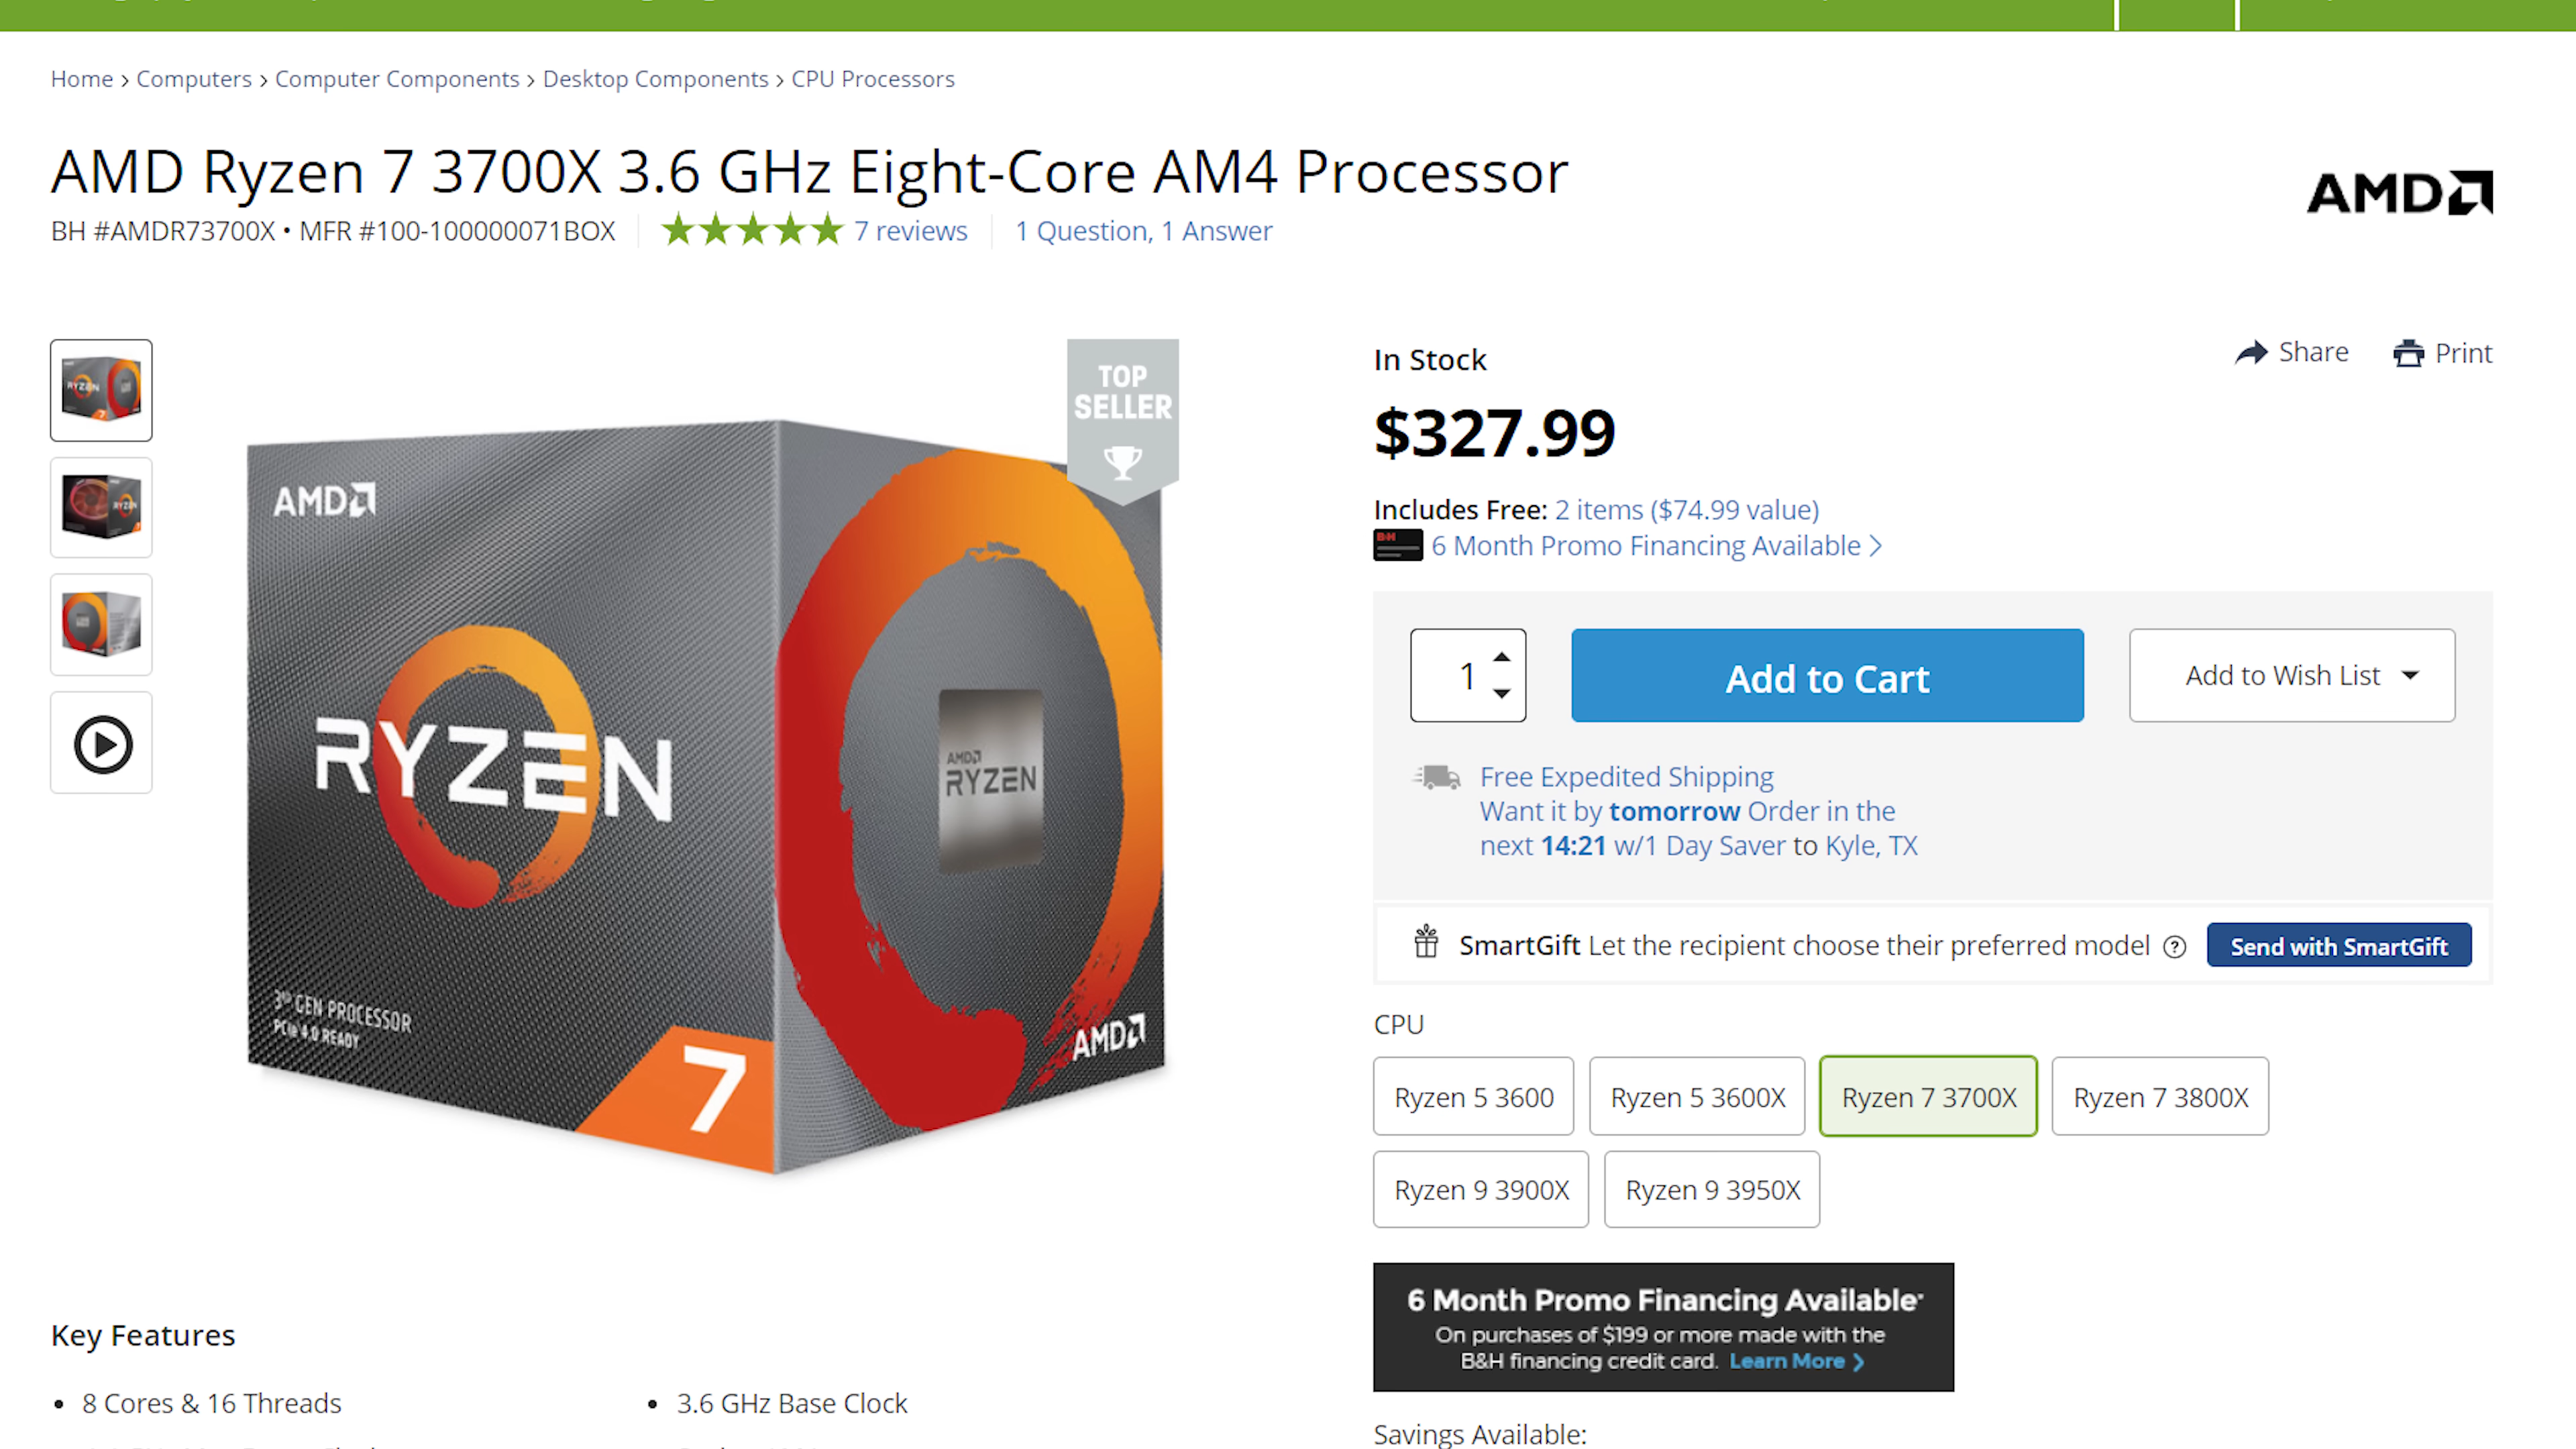 Home > Computers > Computer Components > Desktop Components > CPU Processors
AMD Ryzen 7 3700X 3.6 GHz Eight-Core AM4 Processor
AMD
BH #AMDR73700X • MFR #100-100000071BOX
7 reviews
1 Question, 1 Answer
TOP
SELLER
AMD
RYZEN
3RD GEN PROCESSOR
PCIe 4.0 READY
7
AMD
RYZEN
AMD
In Stock
Share
Print
$327.99
Includes Free: 2 items ($74.99 value)
B&H
6 Month Promo Financing Available >
1
Add to Cart
Add to Wish List
Free Expedited Shipping
Want it by tomorrow Order in the
next 14:21 w/1 Day Saver to Kyle, TX
SmartGift Let the recipient choose their preferred model ?
Send with SmartGift
CPU
Ryzen 5 3600
Ryzen 5 3600X
Ryzen 7 3700X
Ryzen 7 3800X
Ryzen 9 3900X
Ryzen 9 3950X
6 Month Promo Financing Available*
On purchases of $199 or more made with the
B&H financing credit card. Learn More >
Savings Available:
Key Features
• 8 Cores & 16 Threads
• 3.6 GHz Base Clock